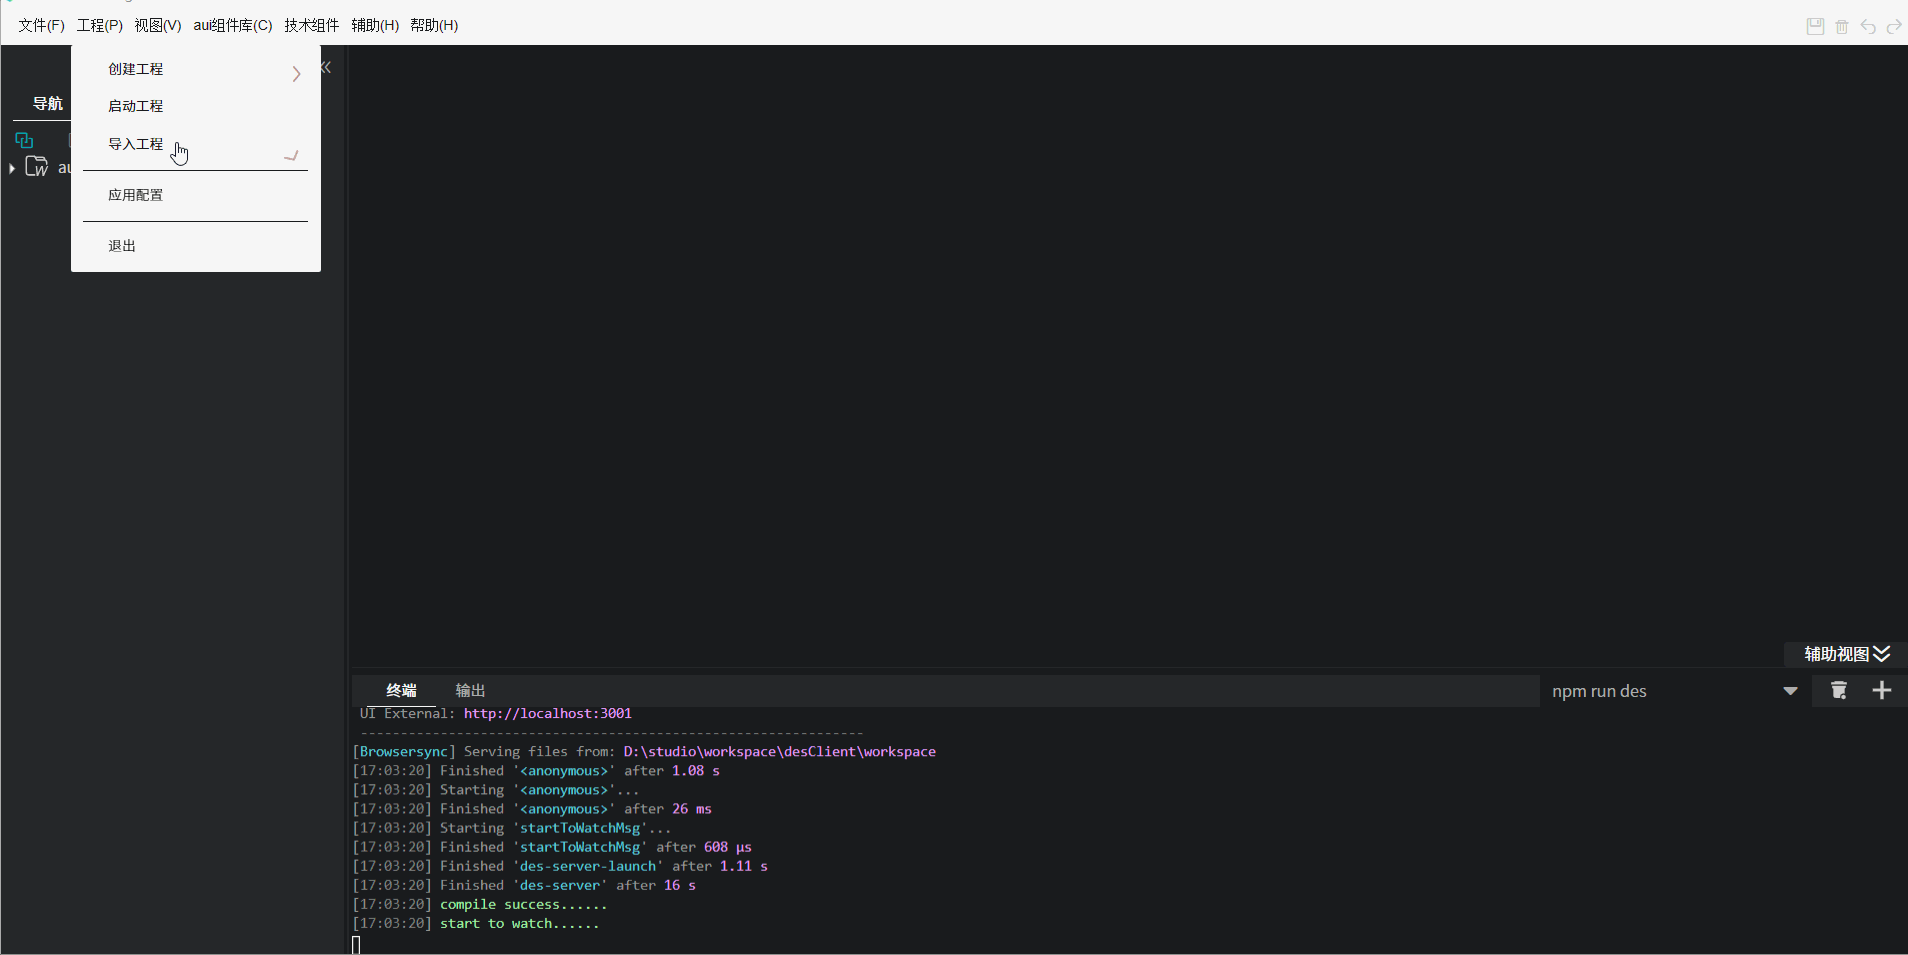 文件(F) 工程(P) 视图(V) aui组件库(C) 技术组件 辅助(H) 帮助(H)
创建工程
启动工程
导入工程
应用配置
退出
导航
au
辅助视图
终端 输出
npm run des
UI External: http://localhost:3001
---------------------------------------------------------------
[Browsersync] Serving files from: D:\studio\workspace\desClient\workspace
[17:03:20] Finished '<anonymous>' after 1.08 s
[17:03:20] Starting '<anonymous>'...
[17:03:20] Finished '<anonymous>' after 26 ms
[17:03:20] Starting 'startToWatchMsg'...
[17:03:20] Finished 'startToWatchMsg' after 608 μs
[17:03:20] Finished 'des-server-launch' after 1.11 s
[17:03:20] Finished 'des-server' after 16 s
[17:03:20] compile success......
[17:03:20] start to watch......